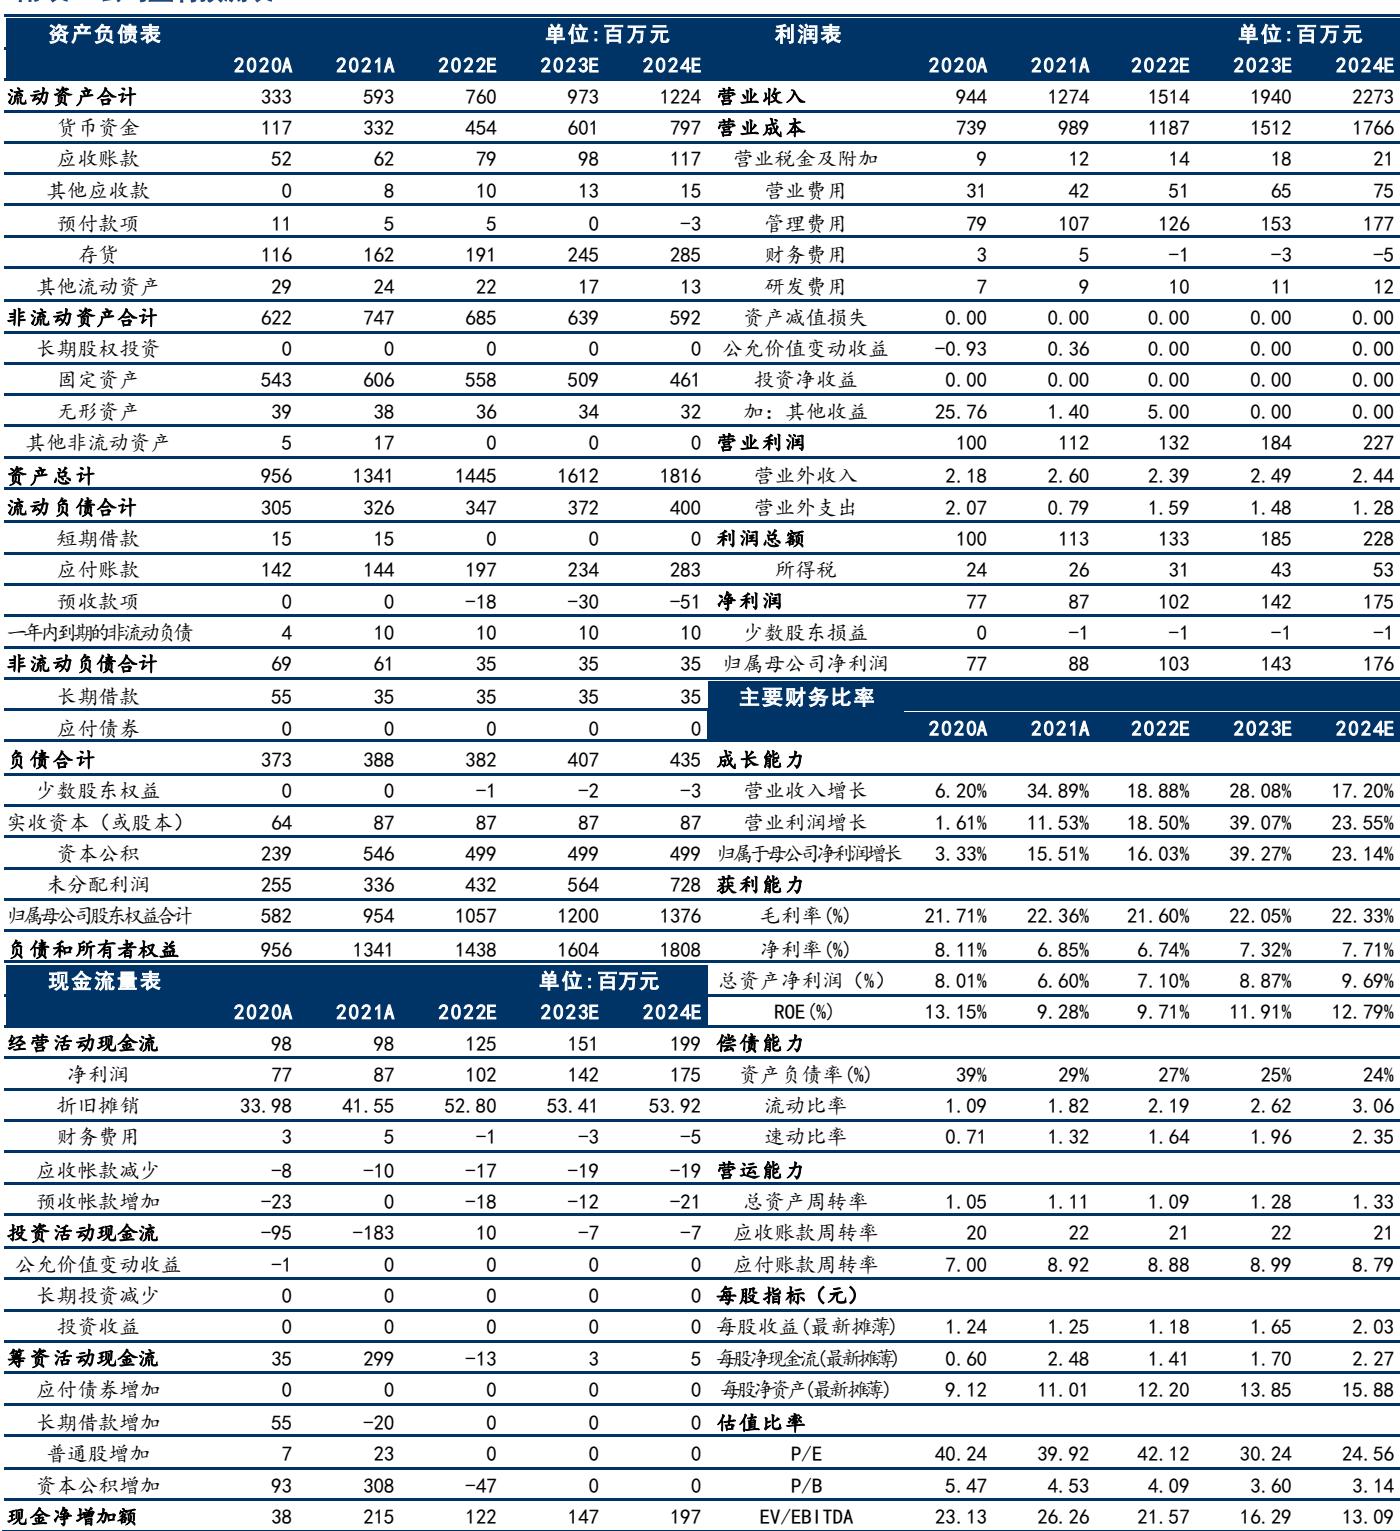 资产负债表 单位:百万元 利润表 单位:百万元
2020A 2021A 2022E 2023E 2024E 2020A 2021A 2022E 2023E 2024E
流动资产合计 333 593 760 973 1224 营业收入 944 1274 1514 1940 2273
货币资金 117 332 454 601 797 营业成本 739 989 1187 1512 1766
应收账款 52 62 79 98 117 营业税金及附加 9 12 14 18 21
其他应收款 0 8 10 13 15 营业费用 31 42 51 65 75
预付款项 11 5 5 0 -3 管理费用 79 107 126 153 177
存货 116 162 191 245 285 财务费用 3 5 -1 -3 -5
其他流动资产 29 24 22 17 13 研发费用 7 9 10 11 12
非流动资产合计 622 747 685 639 592 资产减值损失 0.00 0.00 0.00 0.00 0.00
长期股权投资 0 0 0 0 0 公允价值变动收益 -0.93 0.36 0.00 0.00 0.00
固定资产 543 606 558 509 461 投资净收益 0.00 0.00 0.00 0.00 0.00
无形资产 39 38 36 34 32 加：其他收益 25.76 1.40 5.00 0.00 0.00
其他非流动资产 5 17 0 0 0 营业利润 100 112 132 184 227
资产总计 956 1341 1445 1612 1816 营业外收入 2.18 2.60 2.39 2.49 2.44
流动负债合计 305 326 347 372 400 营业外支出 2.07 0.79 1.59 1.48 1.28
短期借款 15 15 0 0 0 利润总额 100 113 133 185 228
应付账款 142 144 197 234 283 所得税 24 26 31 43 53
预收款项 0 0 -18 -30 -51 净利润 77 87 102 142 175
一年内到期的非流动负债 4 10 10 10 10 少数股东损益 0 -1 -1 -1 -1
非流动负债合计 69 61 35 35 35 归属母公司净利润 77 88 103 143 176
长期借款 55 35 35 35 35 主要财务比率
应付债券 0 0 0 0 0 2020A 2021A 2022E 2023E 2024E
负债合计 373 388 382 407 435 成长能力
少数股东权益 0 0 -1 -2 -3 营业收入增长 6.20% 34.89% 18.88% 28.08% 17.20%
实收资本（或股本） 64 87 87 87 87 营业利润增长 1.61% 11.53% 18.50% 39.07% 23.55%
资本公积 239 546 499 499 499 归属于母公司净利润增长 3.33% 15.51% 16.03% 39.27% 23.14%
未分配利润 255 336 432 564 728 获利能力
归属母公司股东权益合计 582 954 1057 1200 1376 毛利率(%) 21.71% 22.36% 21.60% 22.05% 22.33%
负债和所有者权益 956 1341 1438 1604 1808 净利率(%) 8.11% 6.85% 6.74% 7.32% 7.71%
现金流量表 单位:百万元 总资产净利润（%） 8.01% 6.60% 7.10% 8.87% 9.69%
2020A 2021A 2022E 2023E 2024E ROE(%) 13.15% 9.28% 9.71% 11.91% 12.79%
经营活动现金流 98 98 125 151 199 偿债能力
净利润 77 87 102 142 175 资产负债率(%) 39% 29% 27% 25% 24%
折旧摊销 33.98 41.55 52.80 53.41 53.92 流动比率 1.09 1.82 2.19 2.62 3.06
财务费用 3 5 -1 -3 -5 速动比率 0.71 1.32 1.64 1.96 2.35
应收帐款减少 -8 -10 -17 -19 -19 营运能力
预收帐款增加 -23 0 -18 -12 -21 总资产周转率 1.05 1.11 1.09 1.28 1.33
投资活动现金流 -95 -183 10 -7 -7 应收账款周转率 20 22 21 22 21
公允价值变动收益 -1 0 0 0 0 应付账款周转率 7.00 8.92 8.88 8.99 8.79
长期投资减少 0 0 0 0 0 每股指标（元）
投资收益 0 0 0 0 0 每股收益(最新摊薄) 1.24 1.25 1.18 1.65 2.03
筹资活动现金流 35 299 -13 3 5 每股净现金流(最新摊薄) 0.60 2.48 1.41 1.70 2.27
应付债券增加 0 0 0 0 0 每股净资产(最新摊薄) 9.12 11.01 12.20 13.85 15.88
长期借款增加 55 -20 0 0 0 估值比率
普通股增加 7 23 0 0 0 P/E 40.24 39.92 42.12 30.24 24.56
资本公积增加 93 308 -47 0 0 P/B 5.47 4.53 4.09 3.60 3.14
现金净增加额 38 215 122 147 197 EV/EBITDA 23.13 26.26 21.57 16.29 13.09